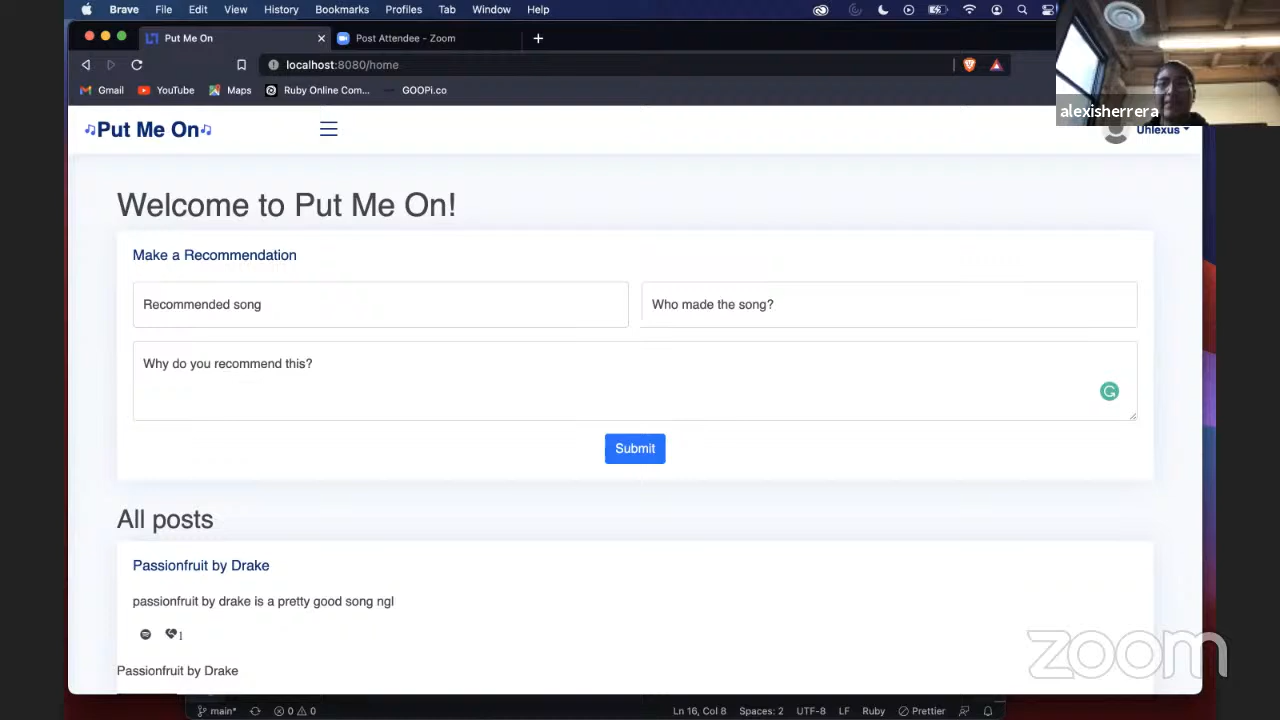 Brave File Edit View History Bookmarks Profiles Tab Window Help
Put Me On
Post Attendee - Zoom
localhost:8080/home
Gmail YouTube Maps Ruby Online Com... GOOPi.co
alexisherrera
Put Me On
Uhlexus
Welcome to Put Me On!
Make a Recommendation
Recommended song
Who made the song?
Why do you recommend this?
Submit
All posts
Passionfruit by Drake
passionfruit by drake is a pretty good song ngl
1
Passionfruit by Drake
zoom
main* 0 0 Ln 16, Col 8 Spaces: 2 UTF-8 LF Ruby Prettier